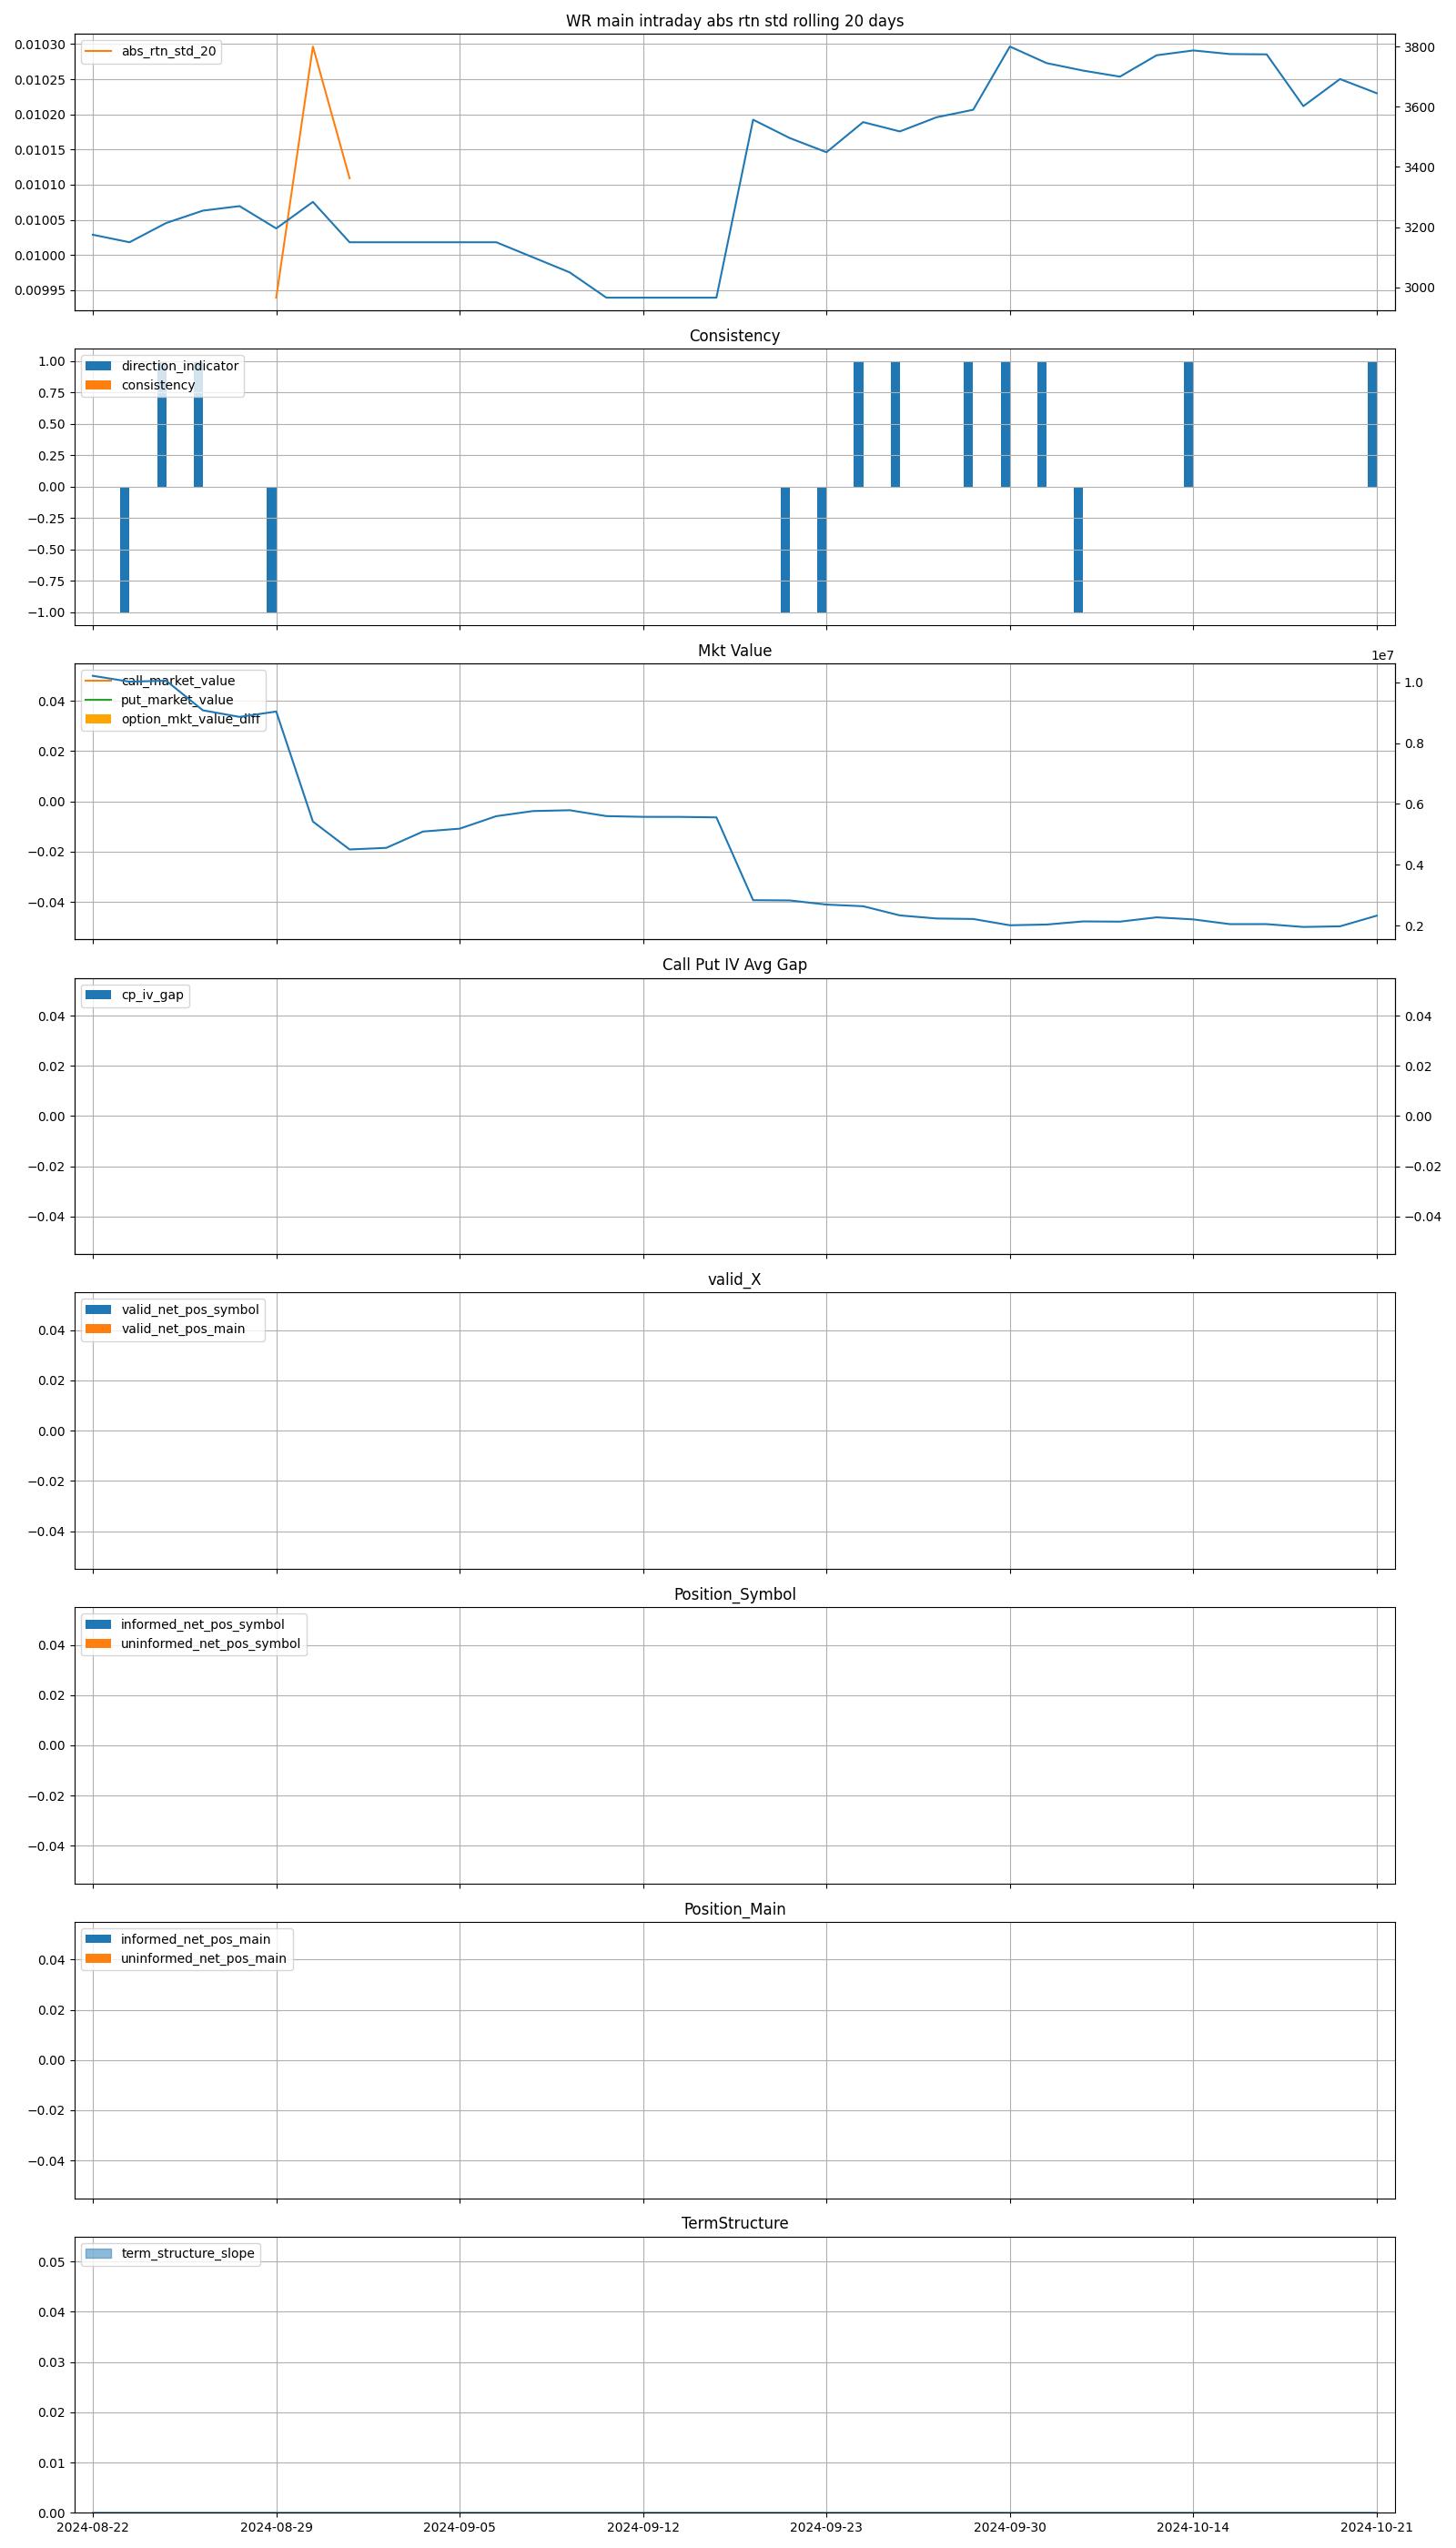 WR main intraday abs rtn std rolling 20 days
abs_rtn_std_20
0.01030
0.01025
0.01020
0.01015
0.01010
0.01005
0.01000
0.00995
3800
3600
3400
3200
3000
Consistency
direction_indicator
consistency
1.00
0.75
0.50
0.25
0.00
−0.25
−0.50
−0.75
−1.00
Mkt Value
1e7
call_market_value
put_market_value
option_mkt_value_diff
0.04
0.02
0.00
−0.02
−0.04
1.0
0.8
0.6
0.4
0.2
Call Put IV Avg Gap
cp_iv_gap
0.04
0.02
0.00
−0.02
−0.04
0.04
0.02
0.00
−0.02
−0.04
valid_X
valid_net_pos_symbol
valid_net_pos_main
0.04
0.02
0.00
−0.02
−0.04
Position_Symbol
informed_net_pos_symbol
uninformed_net_pos_symbol
0.04
0.02
0.00
−0.02
−0.04
Position_Main
informed_net_pos_main
uninformed_net_pos_main
0.04
0.02
0.00
−0.02
−0.04
TermStructure
term_structure_slope
0.05
0.04
0.03
0.02
0.01
0.00
2024-08-22 2024-08-29 2024-09-05 2024-09-12 2024-09-23 2024-09-30 2024-10-14 2024-10-21